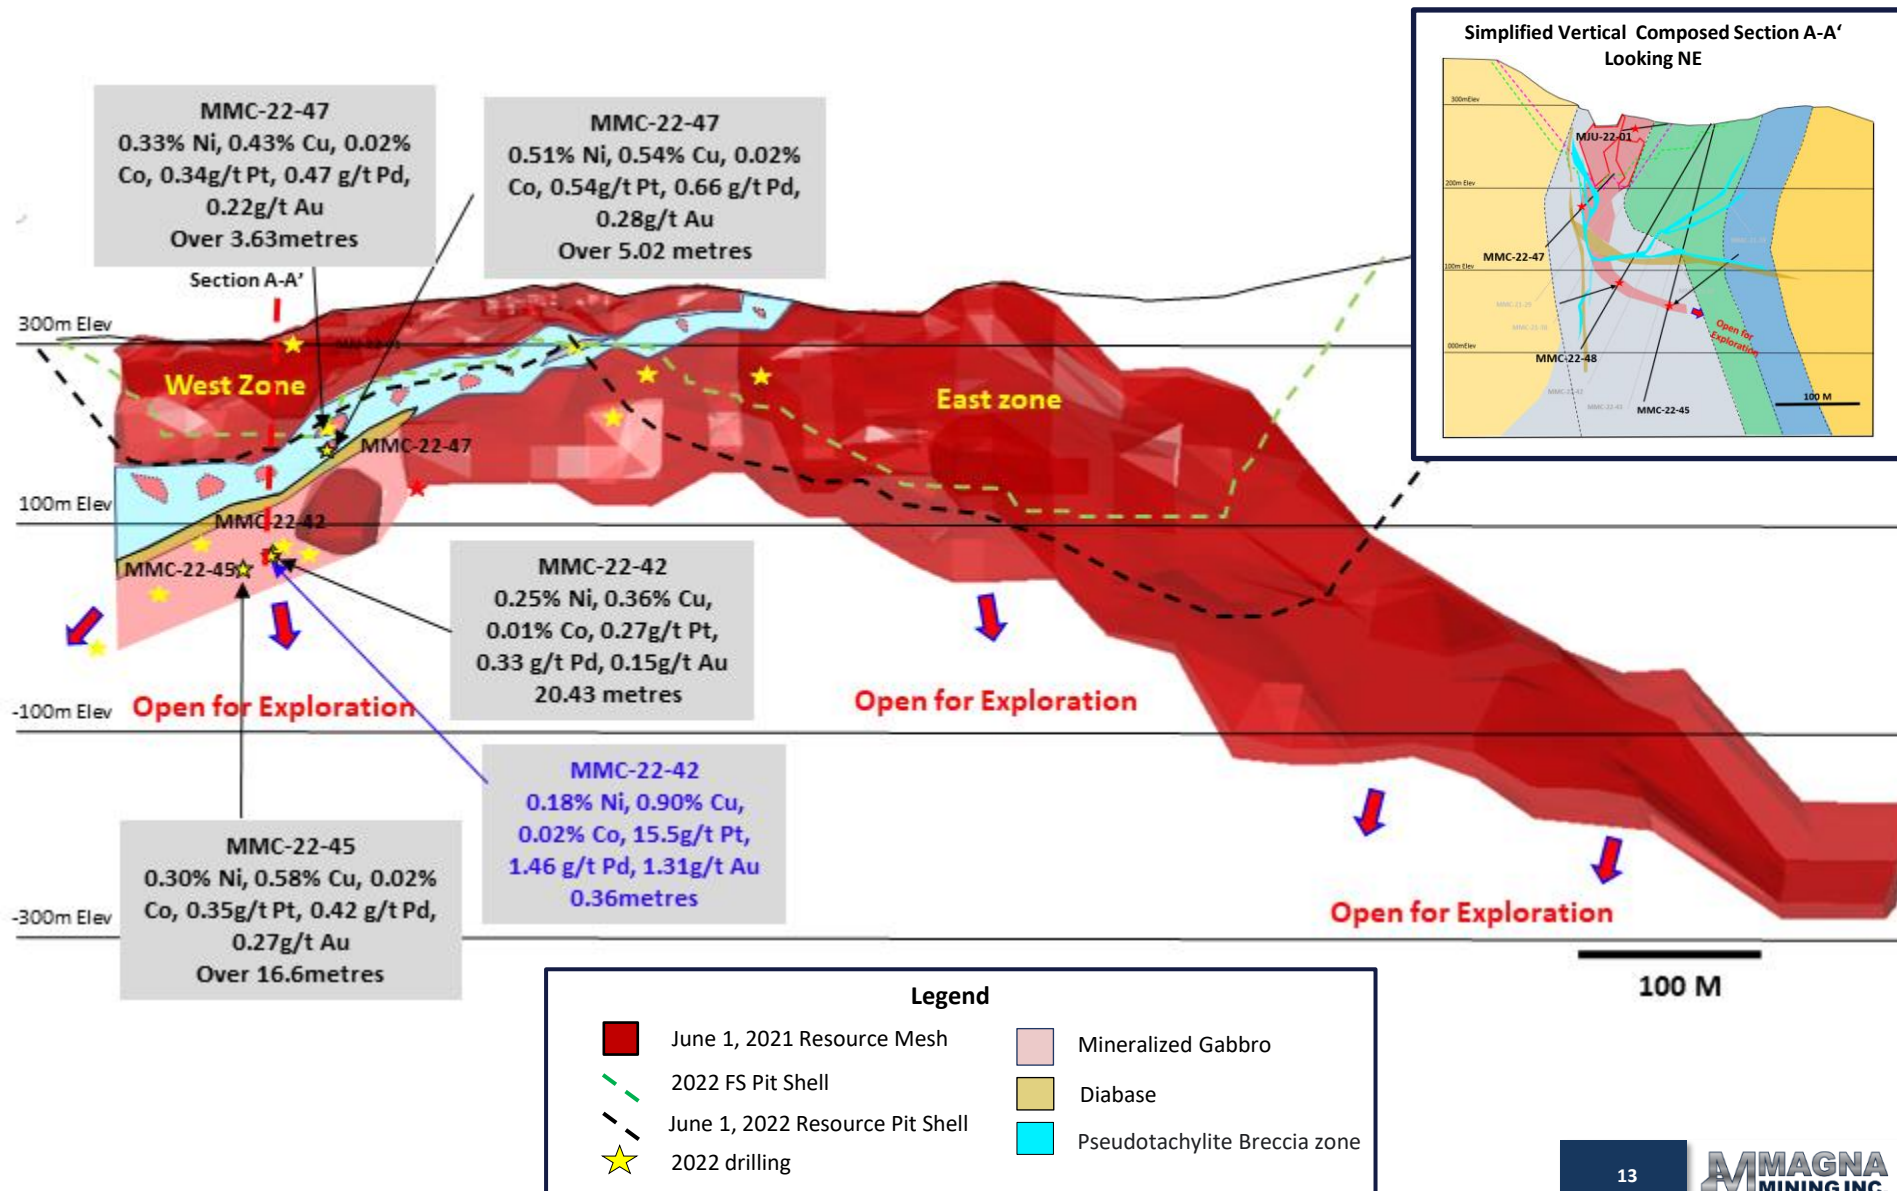 Simplified Vertical Composed Section A-A'
Looking NE
300mElev
200m Elev
100m Elev
000mElev
MJU-22-01
MMC-22-47
MMC-22-48
MMC-22-45
Open for
Exploration
100 M
MMC-22-47
0.33% Ni, 0.43% Cu, 0.02%
Co, 0.34g/t Pt, 0.47 g/t Pd,
0.22g/t Au
Over 3.63metres
MMC-22-47
0.51% Ni, 0.54% Cu, 0.02%
Co, 0.54g/t Pt, 0.66 g/t Pd,
0.28g/t Au
Over 5.02 metres
Section A-A'
300m Elev
West Zone
East zone
MMC-22-47
100m Elev
MMC-22-42
MMC-22-45
MMC-22-42
0.25% Ni, 0.36% Cu,
0.01% Co, 0.27g/t Pt,
0.33 g/t Pd, 0.15g/t Au
20.43 metres
-100m Elev
Open for Exploration
Open for Exploration
MMC-22-42
0.18% Ni, 0.90% Cu,
0.02% Co, 15.5g/t Pt,
1.46 g/t Pd, 1.31g/t Au
0.36metres
MMC-22-45
0.30% Ni, 0.58% Cu, 0.02%
Co, 0.35g/t Pt, 0.42 g/t Pd,
0.27g/t Au
Over 16.6metres
-300m Elev
Open for Exploration
100 M
Legend
June 1, 2021 Resource Mesh
2022 FS Pit Shell
June 1, 2022 Resource Pit Shell
2022 drilling
Mineralized Gabbro
Diabase
Pseudotachylite Breccia zone
13
MAGNA
MINING INC